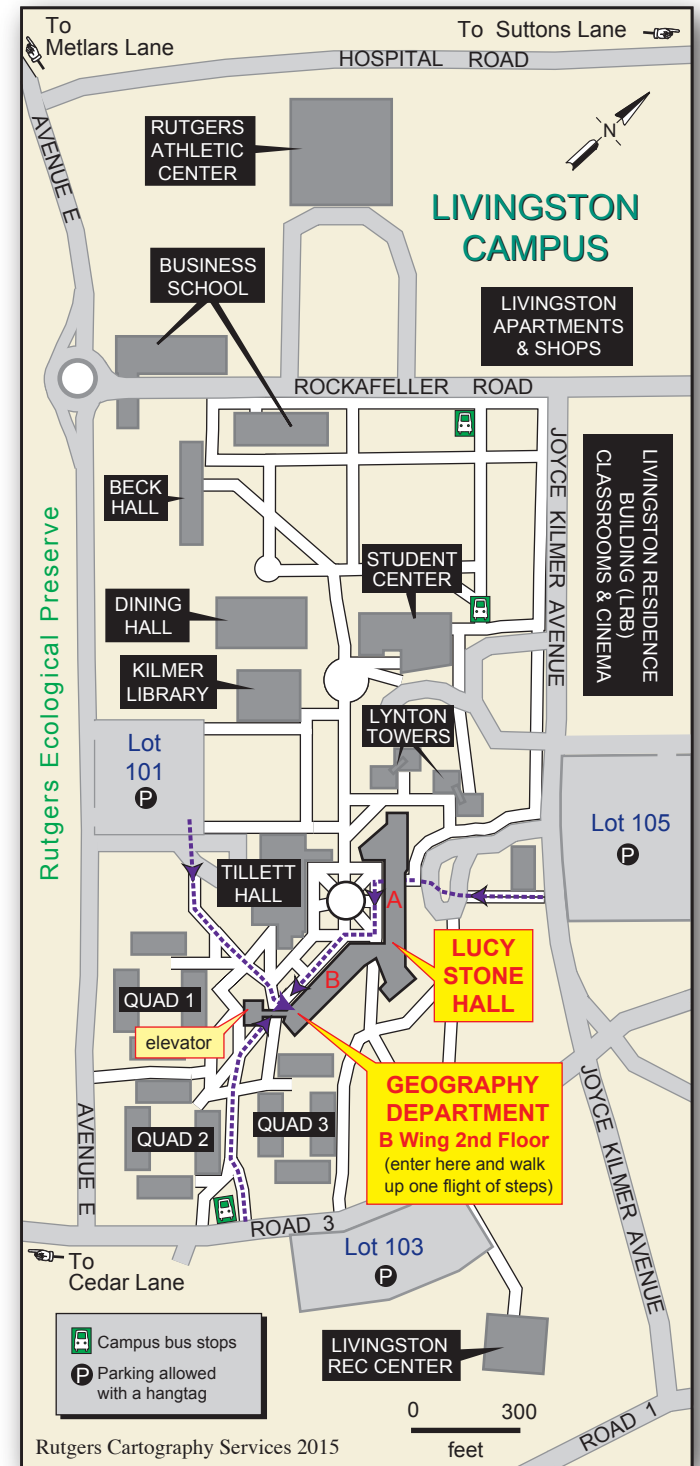 To
Metlars Lane
To Suttons Lane
HOSPITAL ROAD
AVENUE E
RUTGERS
ATHLETIC
CENTER
N
LIVINGSTON
CAMPUS
BUSINESS
SCHOOL
LIVINGSTON
APARTMENTS
& SHOPS
ROCKAFELLER ROAD
JOYCE KILMER AVENUE
LIVINGSTON RESIDENCE
BUILDING (LRB)
CLASSROOMS & CINEMA
BECK
HALL
Rutgers Ecological Preserve
STUDENT
CENTER
DINING
HALL
KILMER
LIBRARY
LYNTON
TOWERS
Lot
101
P
Lot 105
P
TILLETT
HALL
A
B
LUCY
STONE
HALL
QUAD 1
elevator
GEOGRAPHY
DEPARTMENT
B Wing 2nd Floor
(enter here and walk
up one flight of steps)
QUAD 2
QUAD 3
AVENUE E
JOYCE KILMER AVENUE
ROAD 3
Lot 103
P
To
Cedar Lane
Campus bus stops
P Parking allowed
with a hangtag
LIVINGSTON
REC CENTER
0 300
feet
ROAD 1
Rutgers Cartography Services 2015